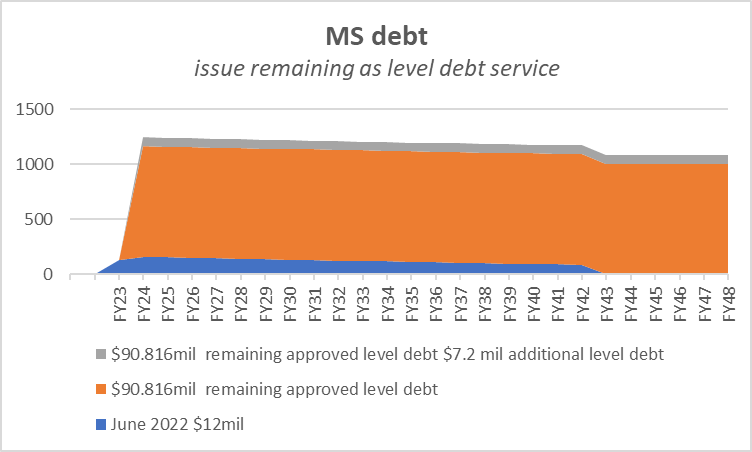 MS debt
issue remaining as level debt service
1500
1000
500
0
FY23 FY24 FY25 FY26 FY27 FY28 FY29 FY30 FY31 FY32 FY33 FY34 FY35 FY36 FY37 FY38 FY39 FY40 FY41 FY42 FY43 FY44 FY45 FY46 FY47 FY48
$90.816mil  remaining approved level debt $7.2 mil additional level debt
$90.816mil  remaining approved level debt
June 2022 $12mil